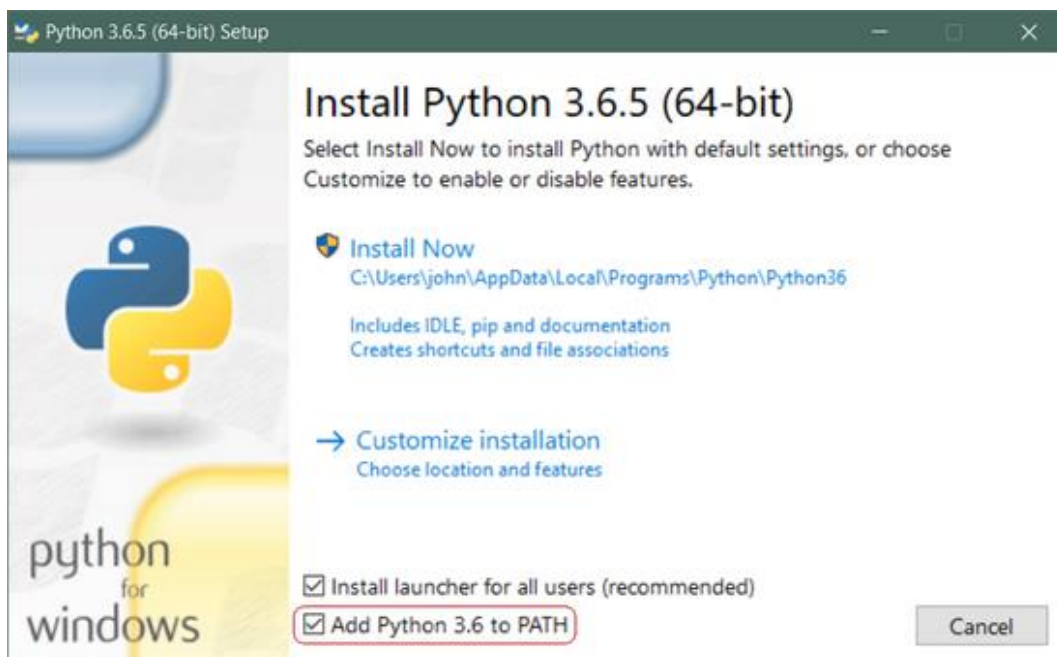 Python 3.6.5 (64-bit) Setup
Install Python 3.6.5 (64-bit)
Select Install Now to install Python with default settings, or choose
Customize to enable or disable features.
Install Now
C:\Users\john\AppData\Local\Programs\Python\Python36
Includes IDLE, pip and documentation
Creates shortcuts and file associations
Customize installation
Choose location and features
python
for
windows
Install launcher for all users (recommended)
Add Python 3.6 to PATH
Cancel